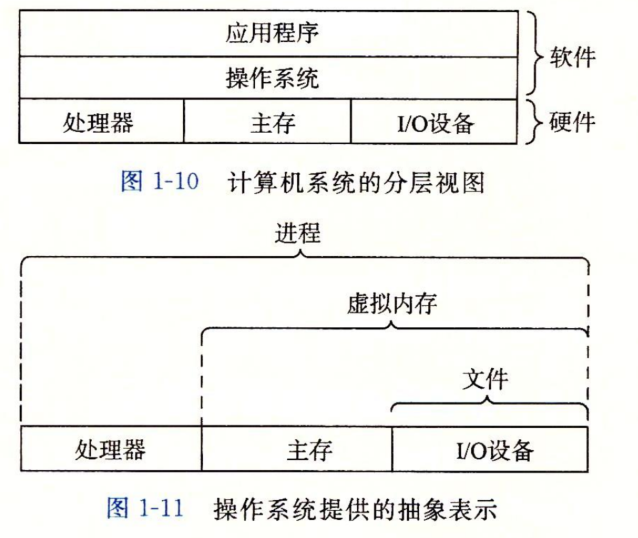 应用程序
操作系统
软件
处理器 主存 I/O设备
硬件
图 1-10 计算机系统的分层视图
进程
虚拟内存
文件
处理器 主存 I/O设备
图 1-11 操作系统提供的抽象表示